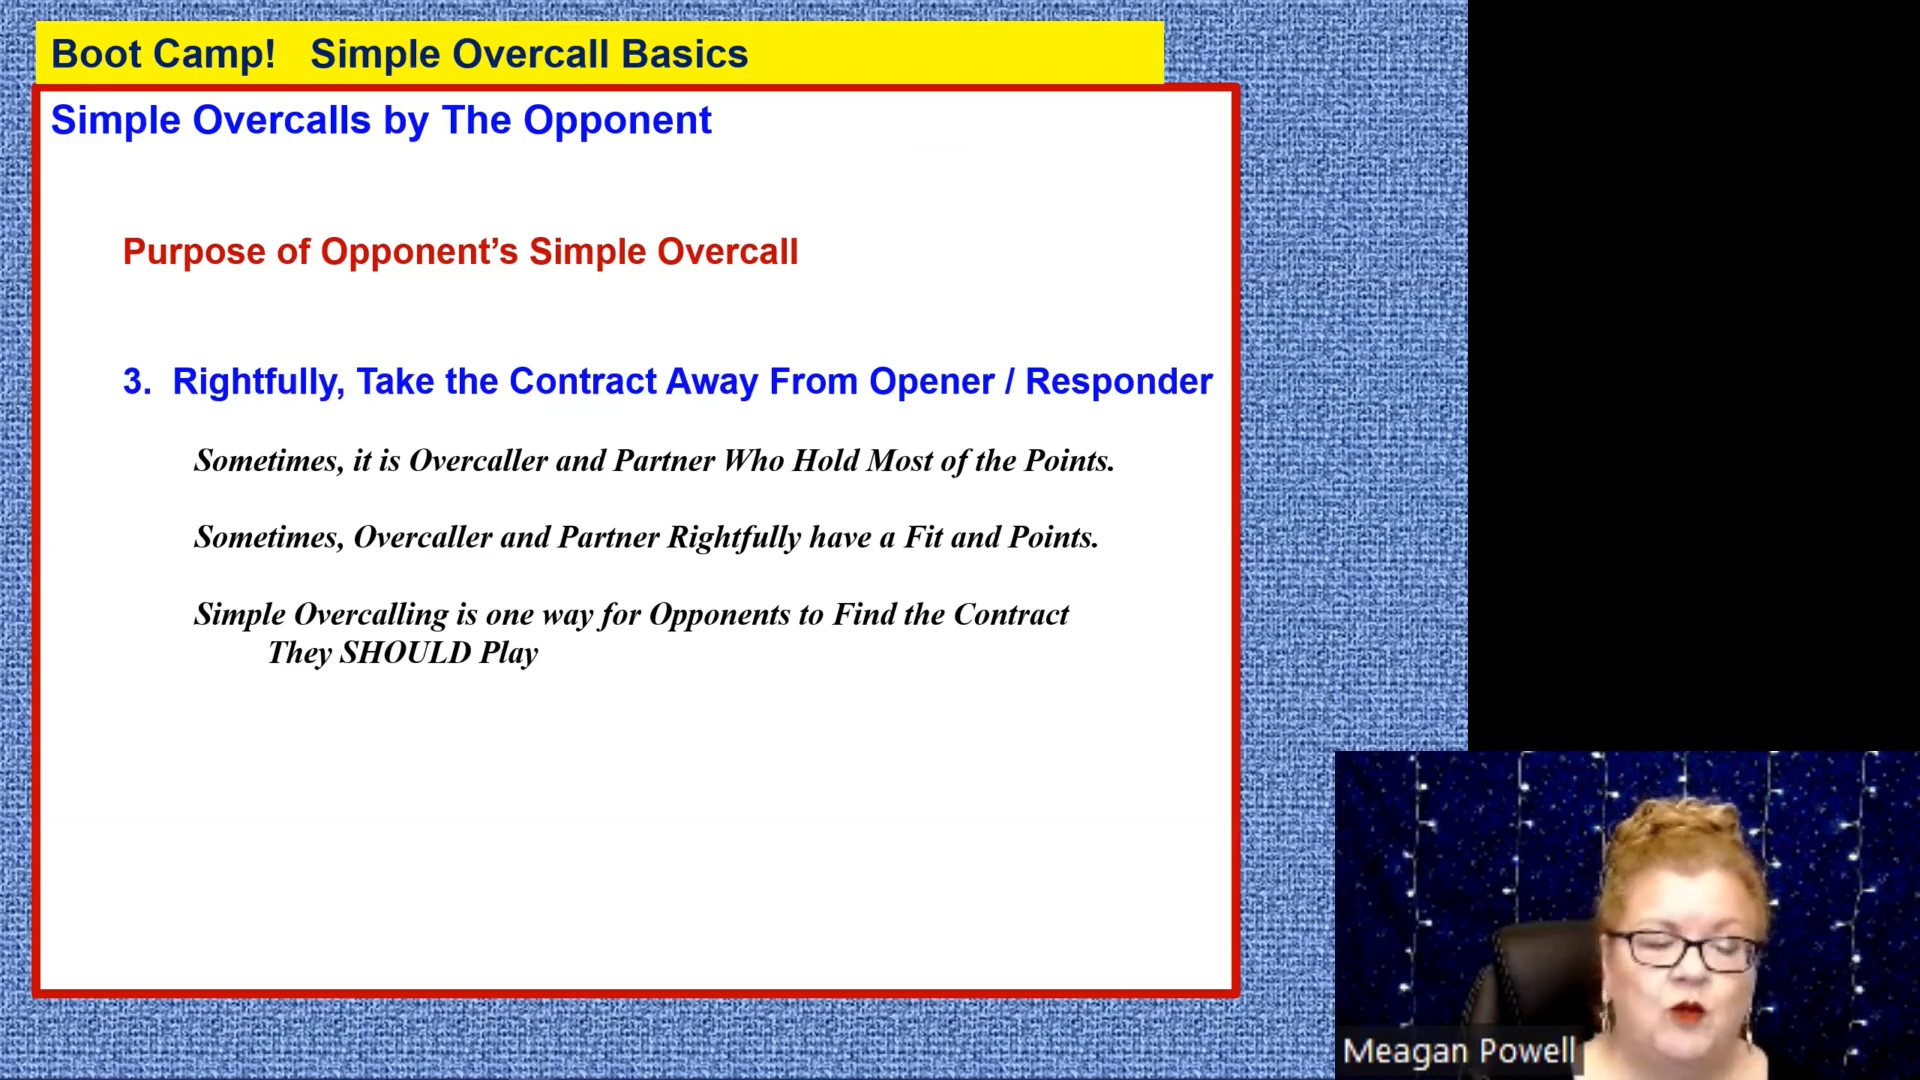 Boot Camp! Simple Overcall Basics
Simple Overcalls by The Opponent
Purpose of Opponent’s Simple Overcall
3. Rightfully, Take the Contract Away From Opener / Responder
Sometimes, it is Overcaller and Partner Who Hold Most of the Points.
Sometimes, Overcaller and Partner Rightfully have a Fit and Points.
Simple Overcalling is one way for Opponents to Find the Contract
They SHOULD Play
Meagan Powell